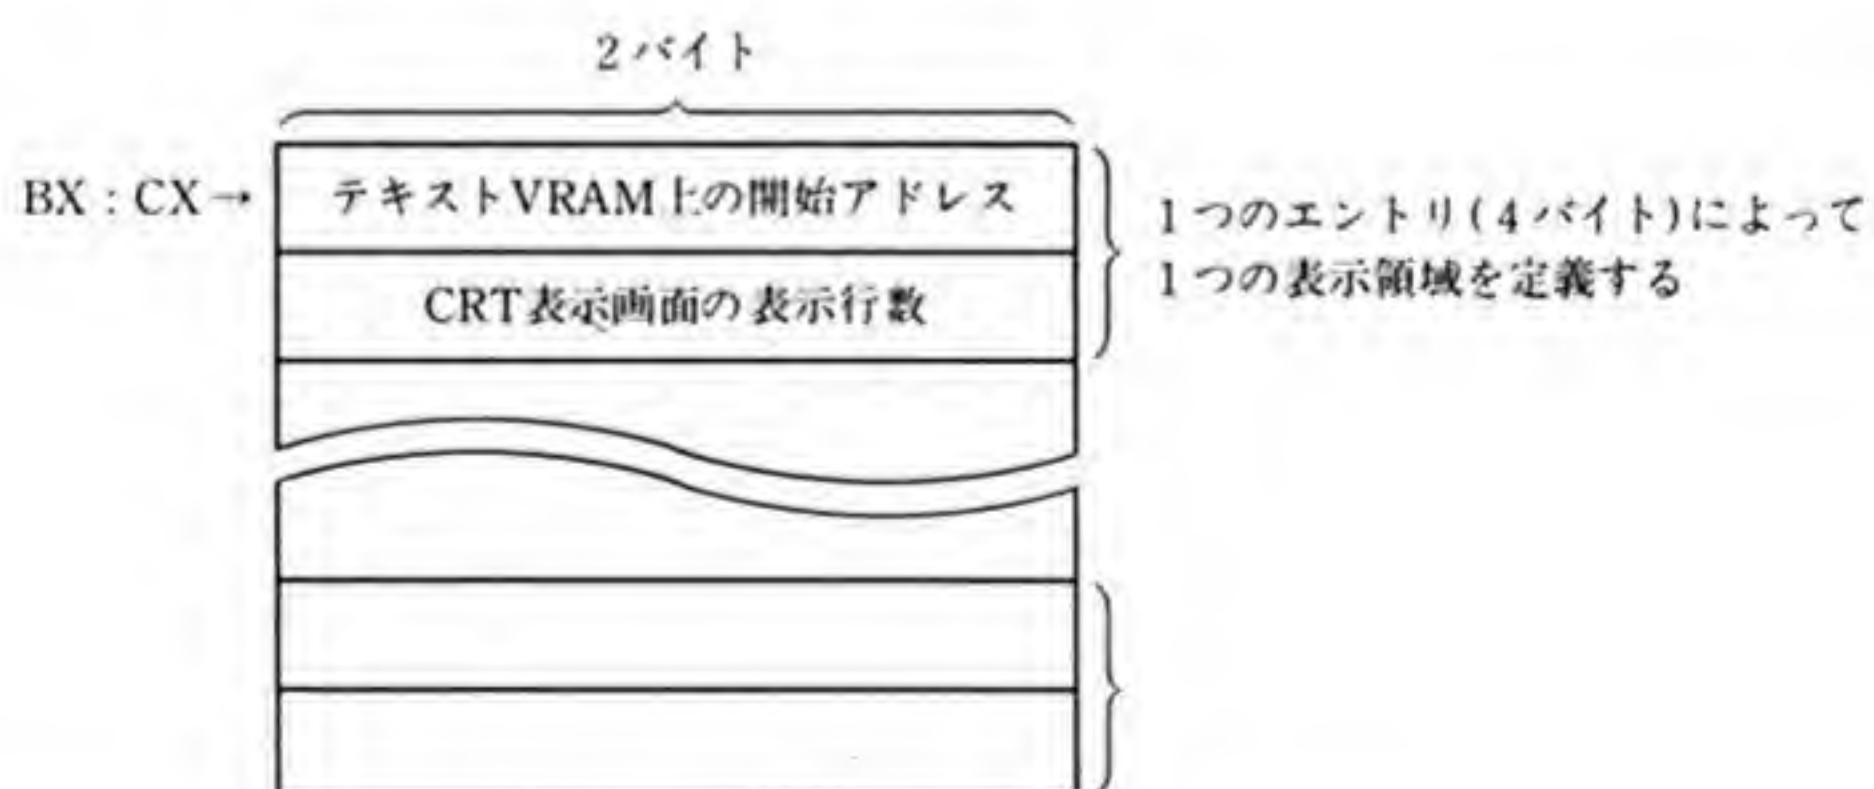 2バイト
BX:CX→
テキストVRAM上の開始アドレス
CRT表示画面の表示行数
1つのエントリ(4バイト)によって
1つの表示領域を定義する